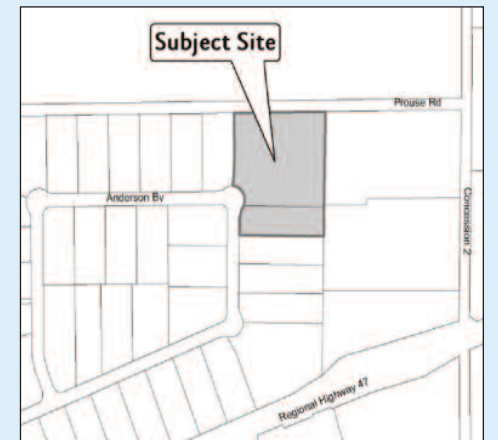 Subject Site
Prouse Rd
Anderson Bv
Concession 2
Regional Highway 47